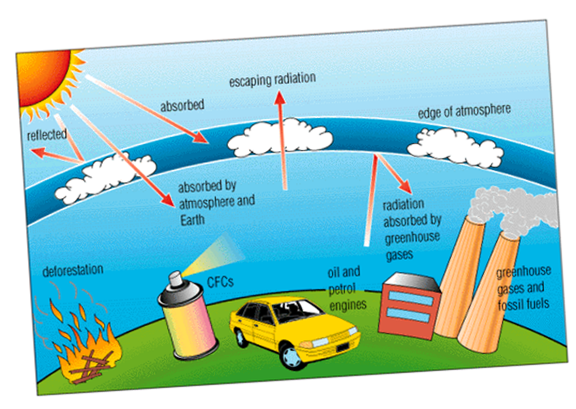 escaping radiation
absorbed
edge of atmosphere
reflected
absorbed by
atmosphere and
Earth
radiation
absorbed by
greenhouse
gases
deforestation
CFCs
oil and
petrol
engines
greenhouse
gases and
fossil fuels